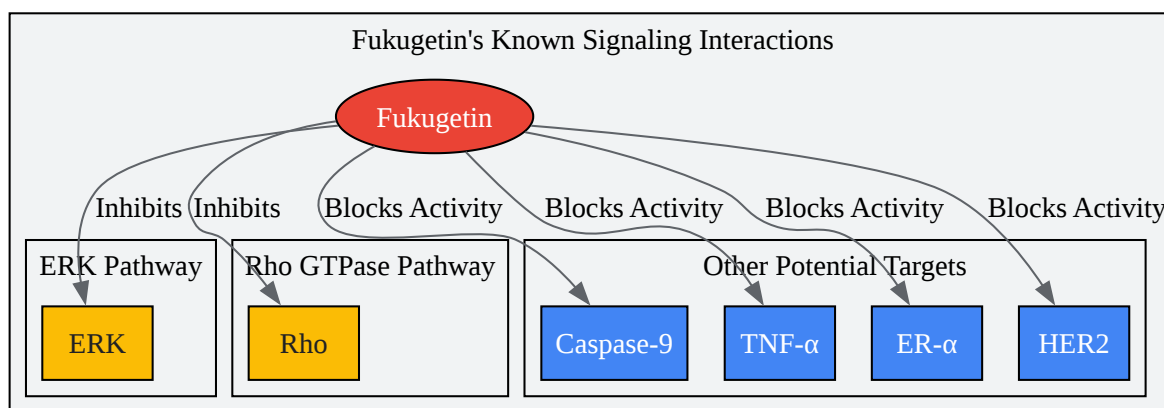 Fukugetin's Known Signaling Interactions
Fukugetin
Inhibits Inhibits Blocks Activity Blocks Activity Blocks Activity Blocks Activity
ERK Pathway Rho GTPase Pathway Other Potential Targets
ERK Rho Caspase-9 TNF-α ER-α HER2